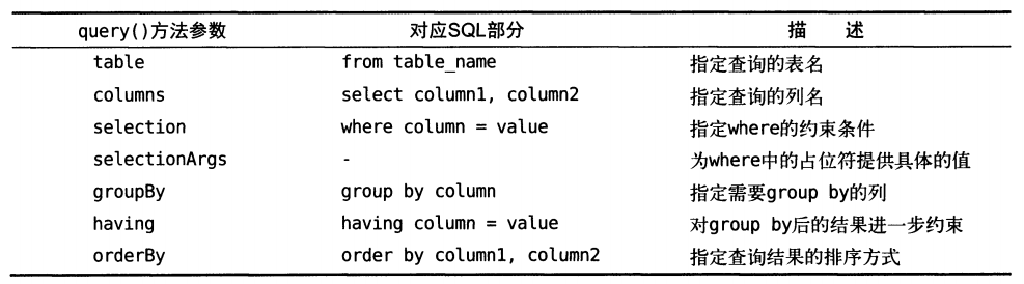 query()方法参数 对应SQL部分 描 述
table from table_name 指定查询的表名
columns select column1, column2 指定查询的列名
selection where column = value 指定where的约束条件
selectionArgs - 为where中的占位符提供具体的值
groupBy group by column 指定需要group by的列
having having column = value 对group by后的结果进一步约束
orderBy order by column1, column2 指定查询结果的排序方式